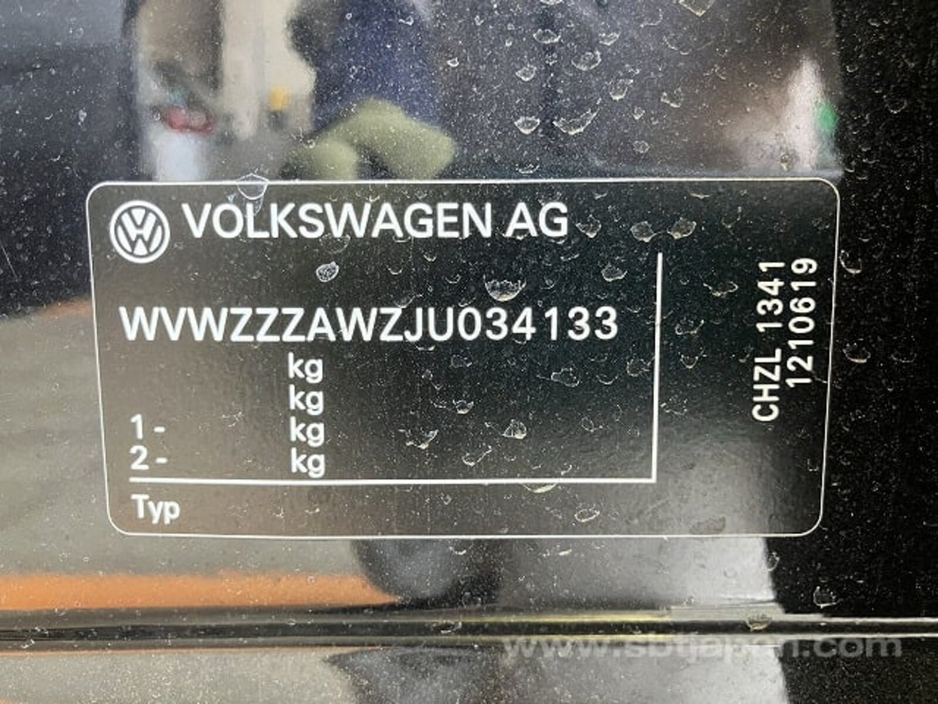 VOLKSWAGEN AG
WVWZZZAWZJU034133
kg
kg
1- kg
2- kg
Typ
CHZL 1341
1210619
www.sbtjapan.com